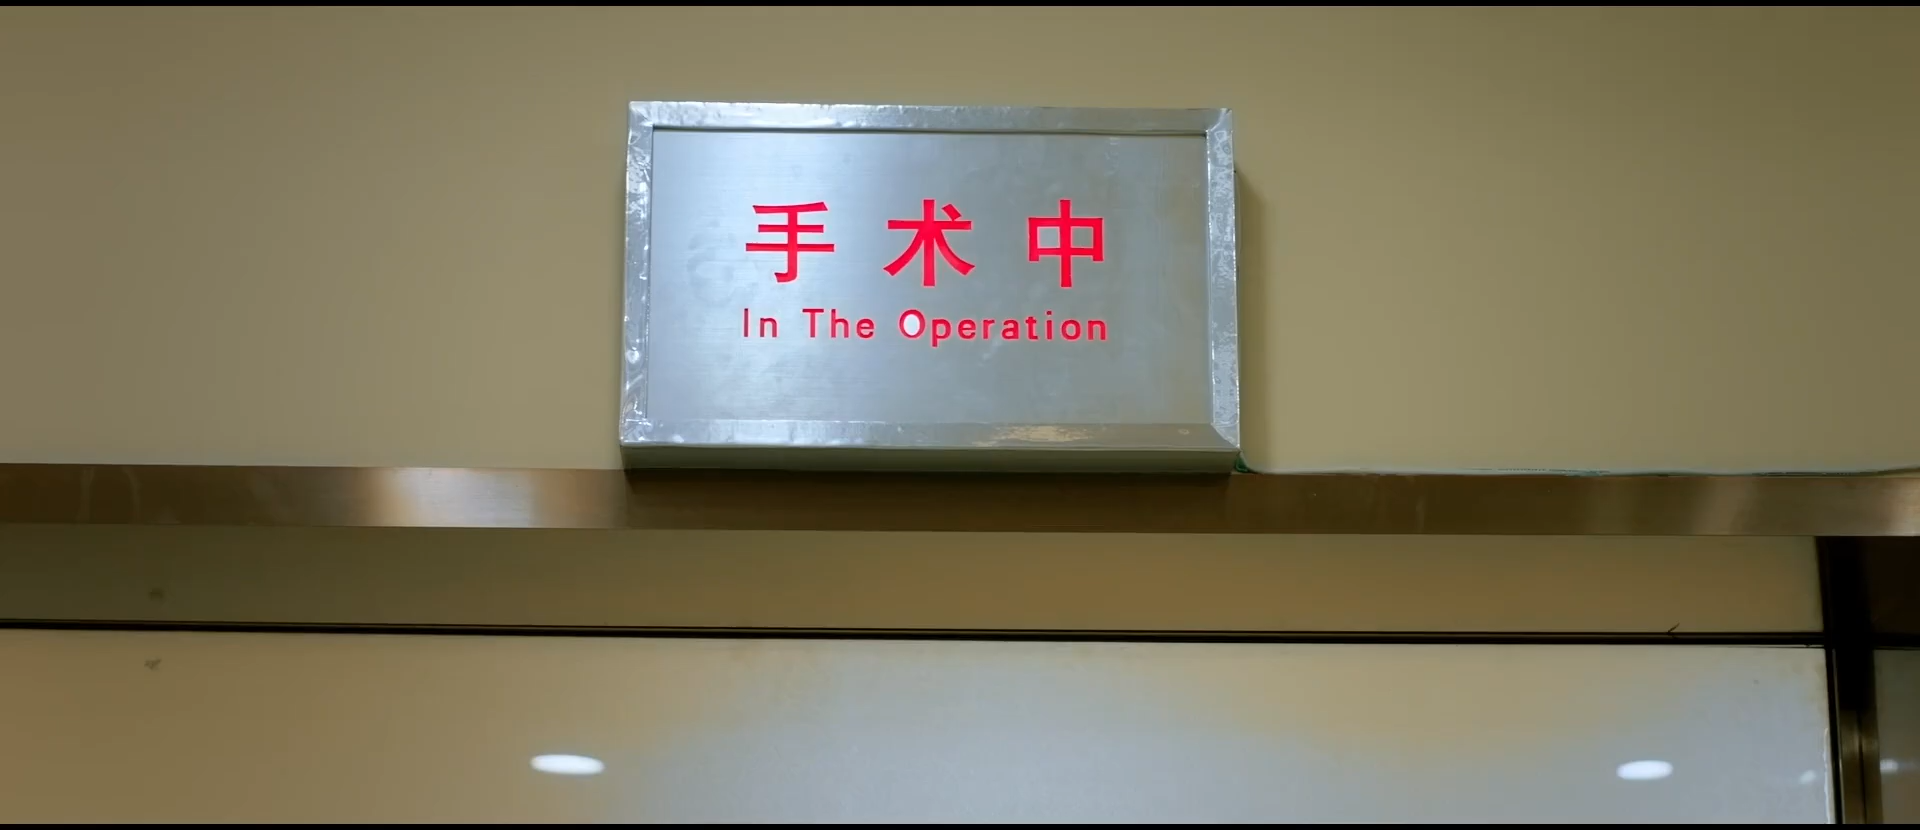 手术中
In The Operation